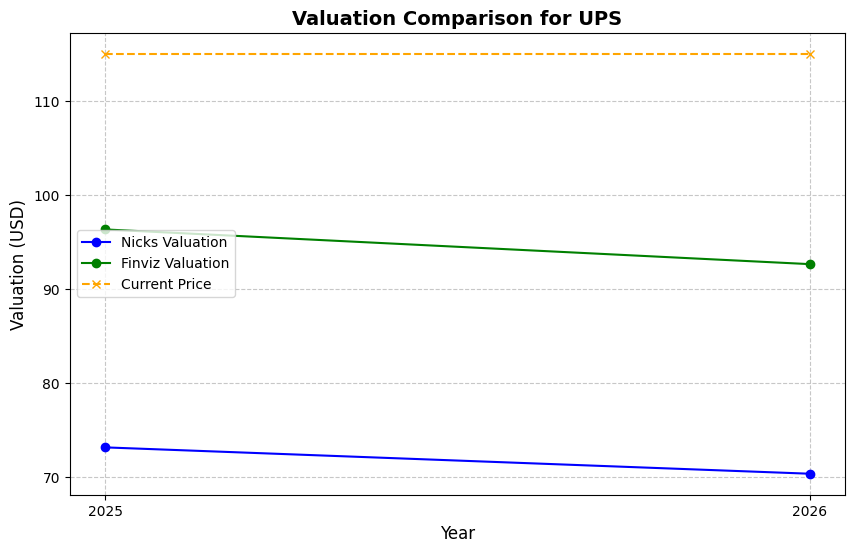 Valuation Comparison for UPS
Valuation (USD)
110
100
90
80
70
Nicks Valuation
Finviz Valuation
Current Price
2025
2026
Year